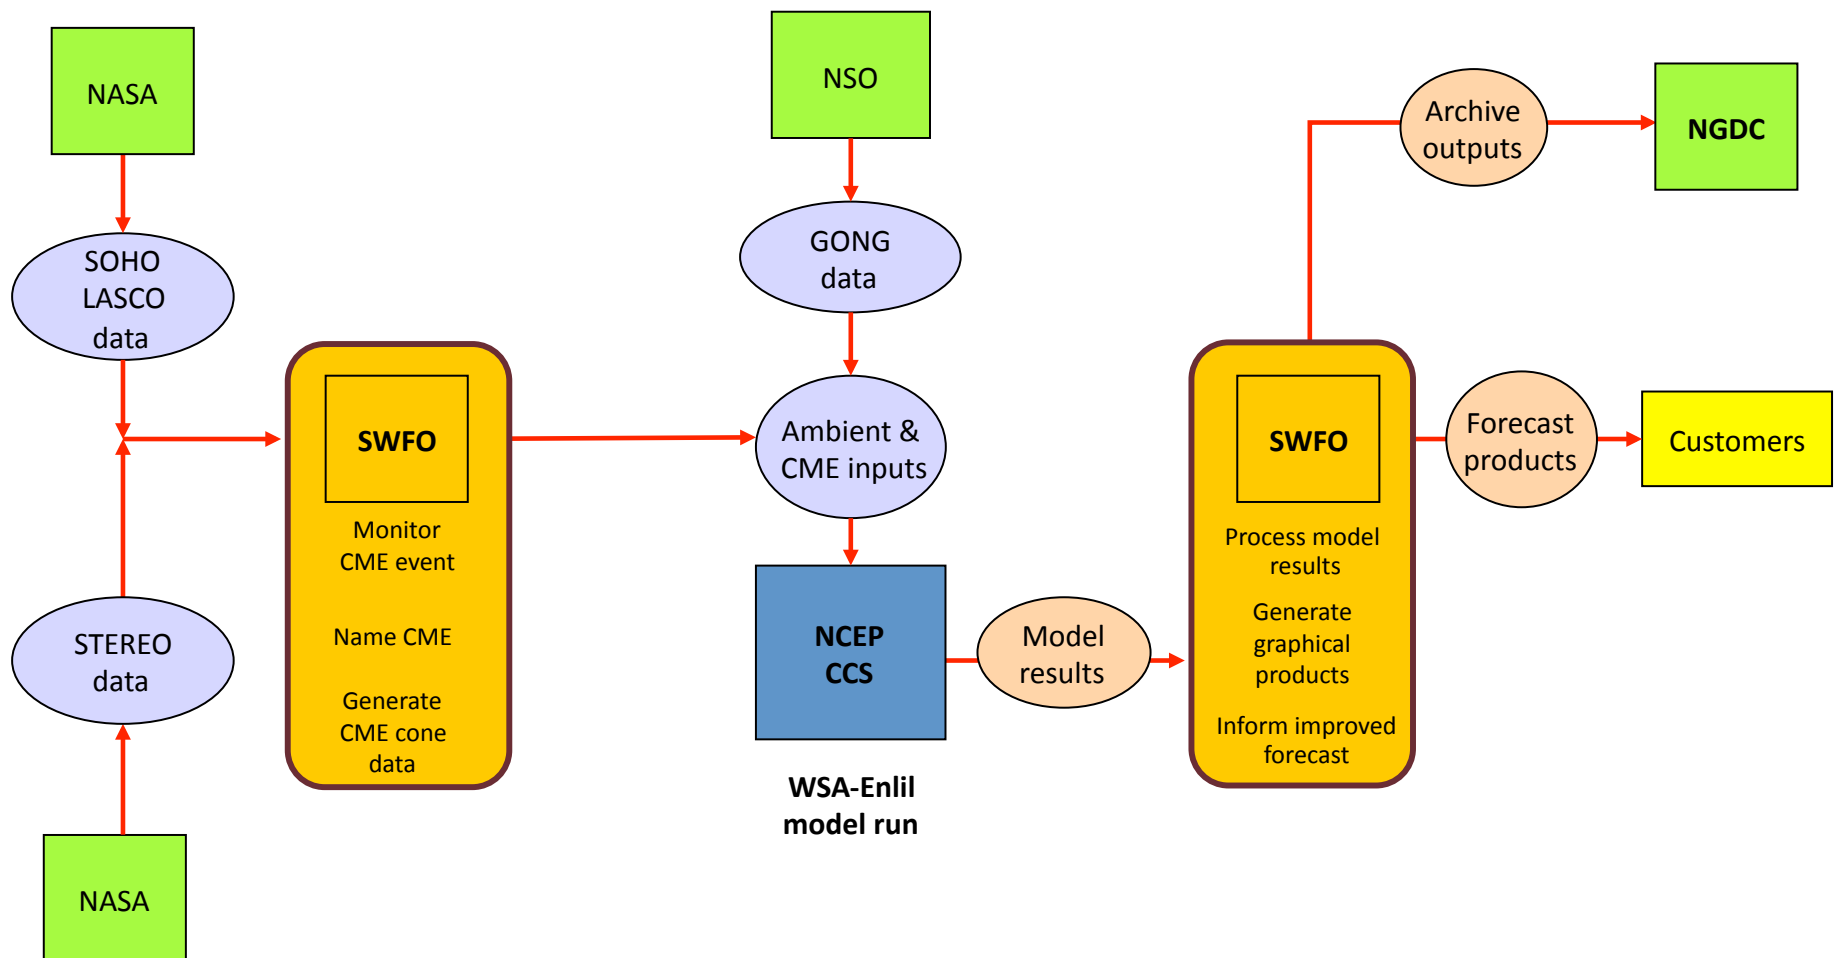 NASA
SOHO
LASCO
data
STEREO
data
NASA
SWFO
Monitor
CME event
Name CME
Generate
CME cone
data
NSO
GONG
data
Ambient &
CME inputs
NCEP
CCS
WSA-Enlil
model run
Model
results
SWFO
Process model
results
Generate
graphical
products
Inform improved
forecast
Archive
outputs
NGDC
Forecast
products
Customers